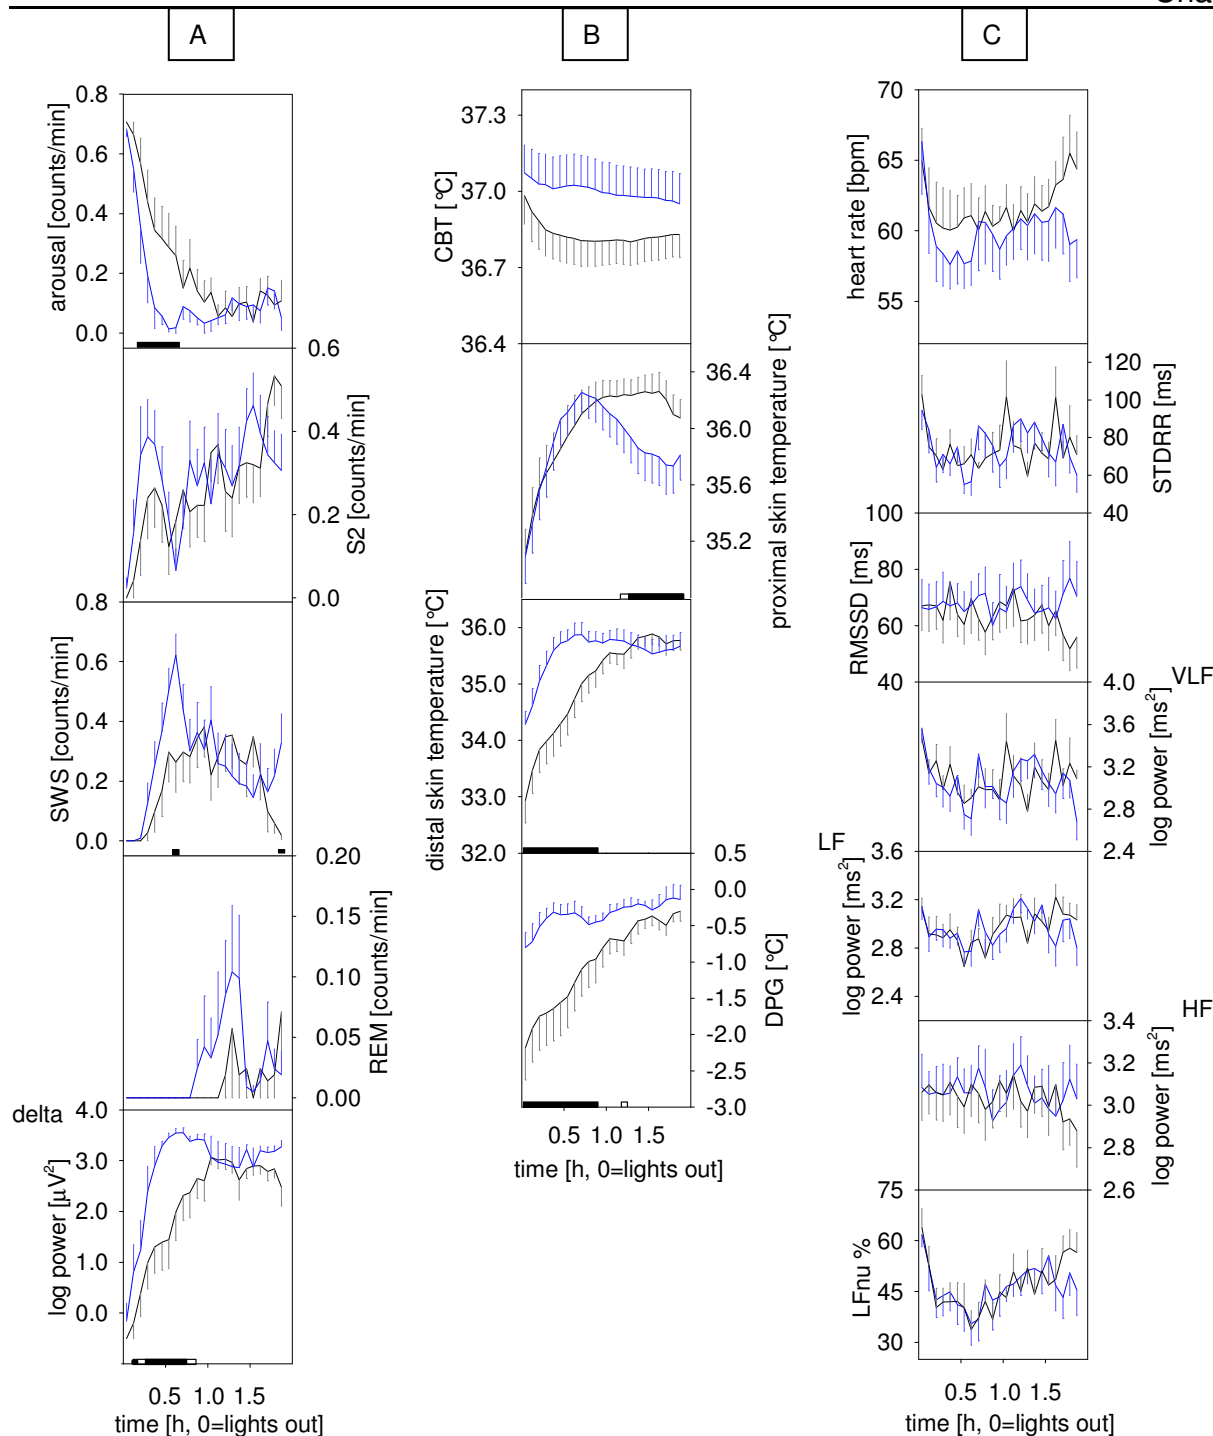 Cha
A
B
C
0.8
0.6
0.4
0.2
0.0
arousal [counts/min]
0.6
0.4
0.2
0.0
S2 [counts/min]
0.8
0.6
0.4
0.2
0.0
SWS [counts/min]
0.20
0.15
0.10
0.05
0.00
REM [counts/min]
delta
4.0
3.0
2.0
1.0
0.0
log power [µV²]
0.5 1.0 1.5
time [h, 0=lights out]
37.3
37.0
36.7
36.4
CBT [°C]
36.4
36.0
35.6
35.2
proximal skin temperature [°C]
36.0
35.0
34.0
33.0
32.0
distal skin temperature [°C]
0.5
0.0
-0.5
-1.0
-1.5
-2.0
-2.5
-3.0
DPG [°C]
0.5 1.0 1.5
time [h, 0=lights out]
70
65
60
55
heart rate [bpm]
120
100
80
60
40
STDRR [ms]
100
80
60
40
RMSSD [ms]
VLF
4.0
3.6
3.2
2.8
2.4
log power [ms²]
LF
3.6
3.2
2.8
2.4
log power [ms²]
HF
3.4
3.2
3.0
2.8
2.6
log power [ms²]
75
60
45
30
LFnu %
0.5 1.0 1.5
time [h, 0=lights out]